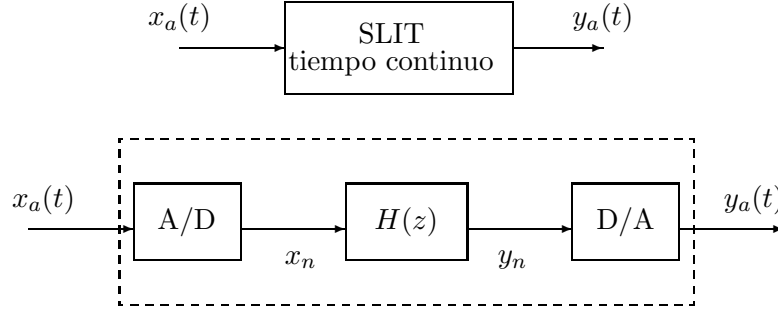 x_a(t)
SLIT
tiempo continuo
y_a(t)
x_a(t)
A/D
x_n
H(z)
y_n
D/A
y_a(t)